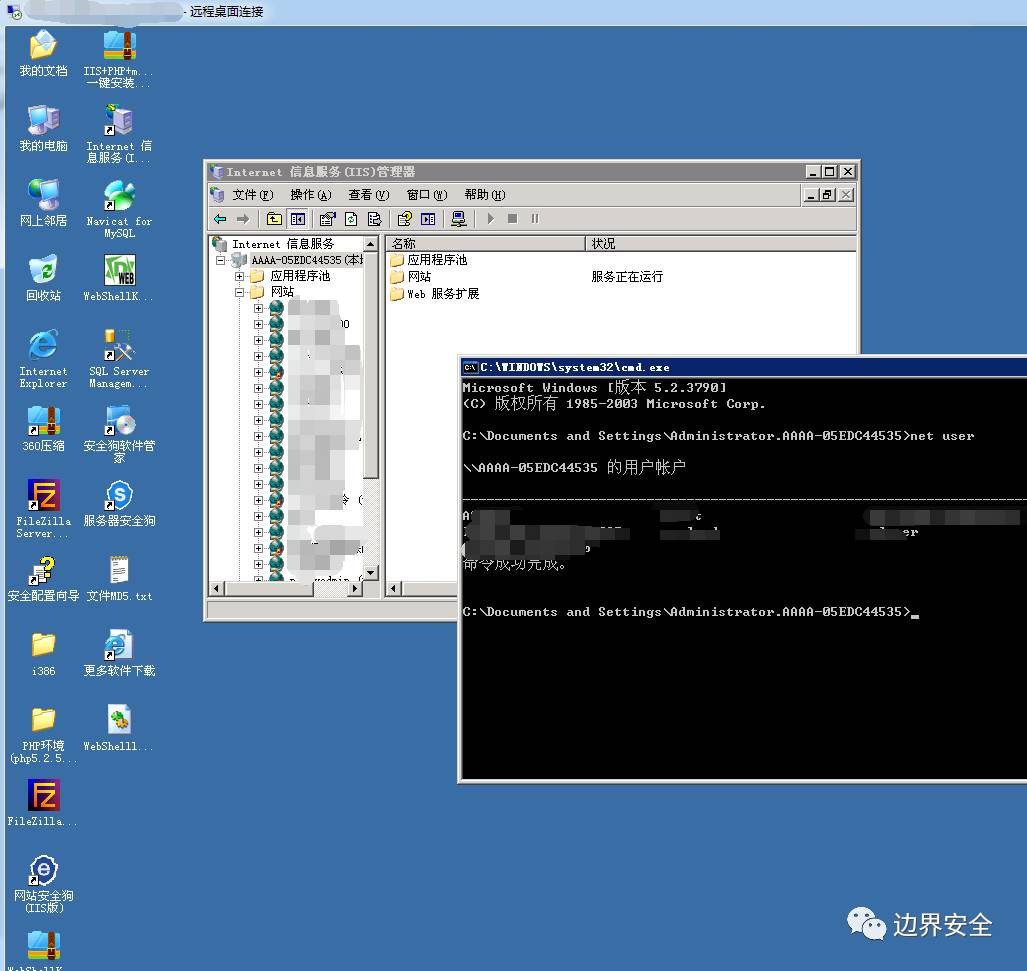 - 远程桌面连接
我的文档
IIS+PHP+m...
一键安装...
我的电脑
Internet 信
息服务(I...
网上邻居
Navicat for
MySQL
回收站
WebShellK...
Internet
Explorer
SQL Server
Managem...
360压缩
安全狗软件管
家
FileZilla
Server...
服务器安全狗
安全配置向导
文件MD5.txt
i386
更多软件下载
PHP环境
(php5.2.5...
WebShelll...
FileZilla...
网站安全狗
(IIS版)
WebShellK...
Internet 信息服务(IIS)管理器
文件(F) 操作(A) 查看(V) 窗口(W) 帮助(H)
Internet 信息服务
AAAA-05EDC44535(本地
应用程序池
网站
名称 状况
应用程序池
网站 服务正在运行
Web 服务扩展
C:\WINDOWS\system32\cmd.exe
Microsoft Windows [版本 5.2.3790]
(C) 版权所有 1985-2003 Microsoft Corp.
C:\Documents and Settings\Administrator.AAAA-05EDC44535>net user
\\AAAA-05EDC44535 的用户帐户
命令成功完成。
C:\Documents and Settings\Administrator.AAAA-05EDC44535>
边界安全